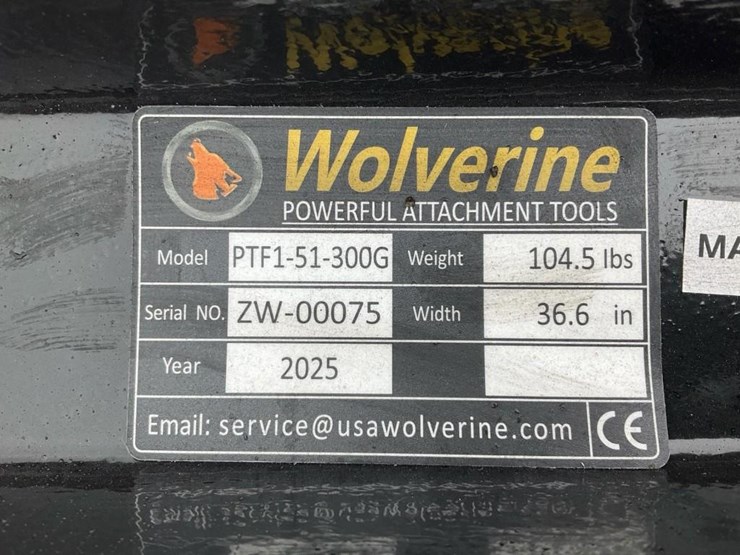 Wolverine
POWERFUL ATTACHMENT TOOLS
Model PTF1-51-300G Weight 104.5 lbs
Serial NO. ZW-00075 Width 36.6 in
Year 2025
Email: service@usawolverine.com CE
MA